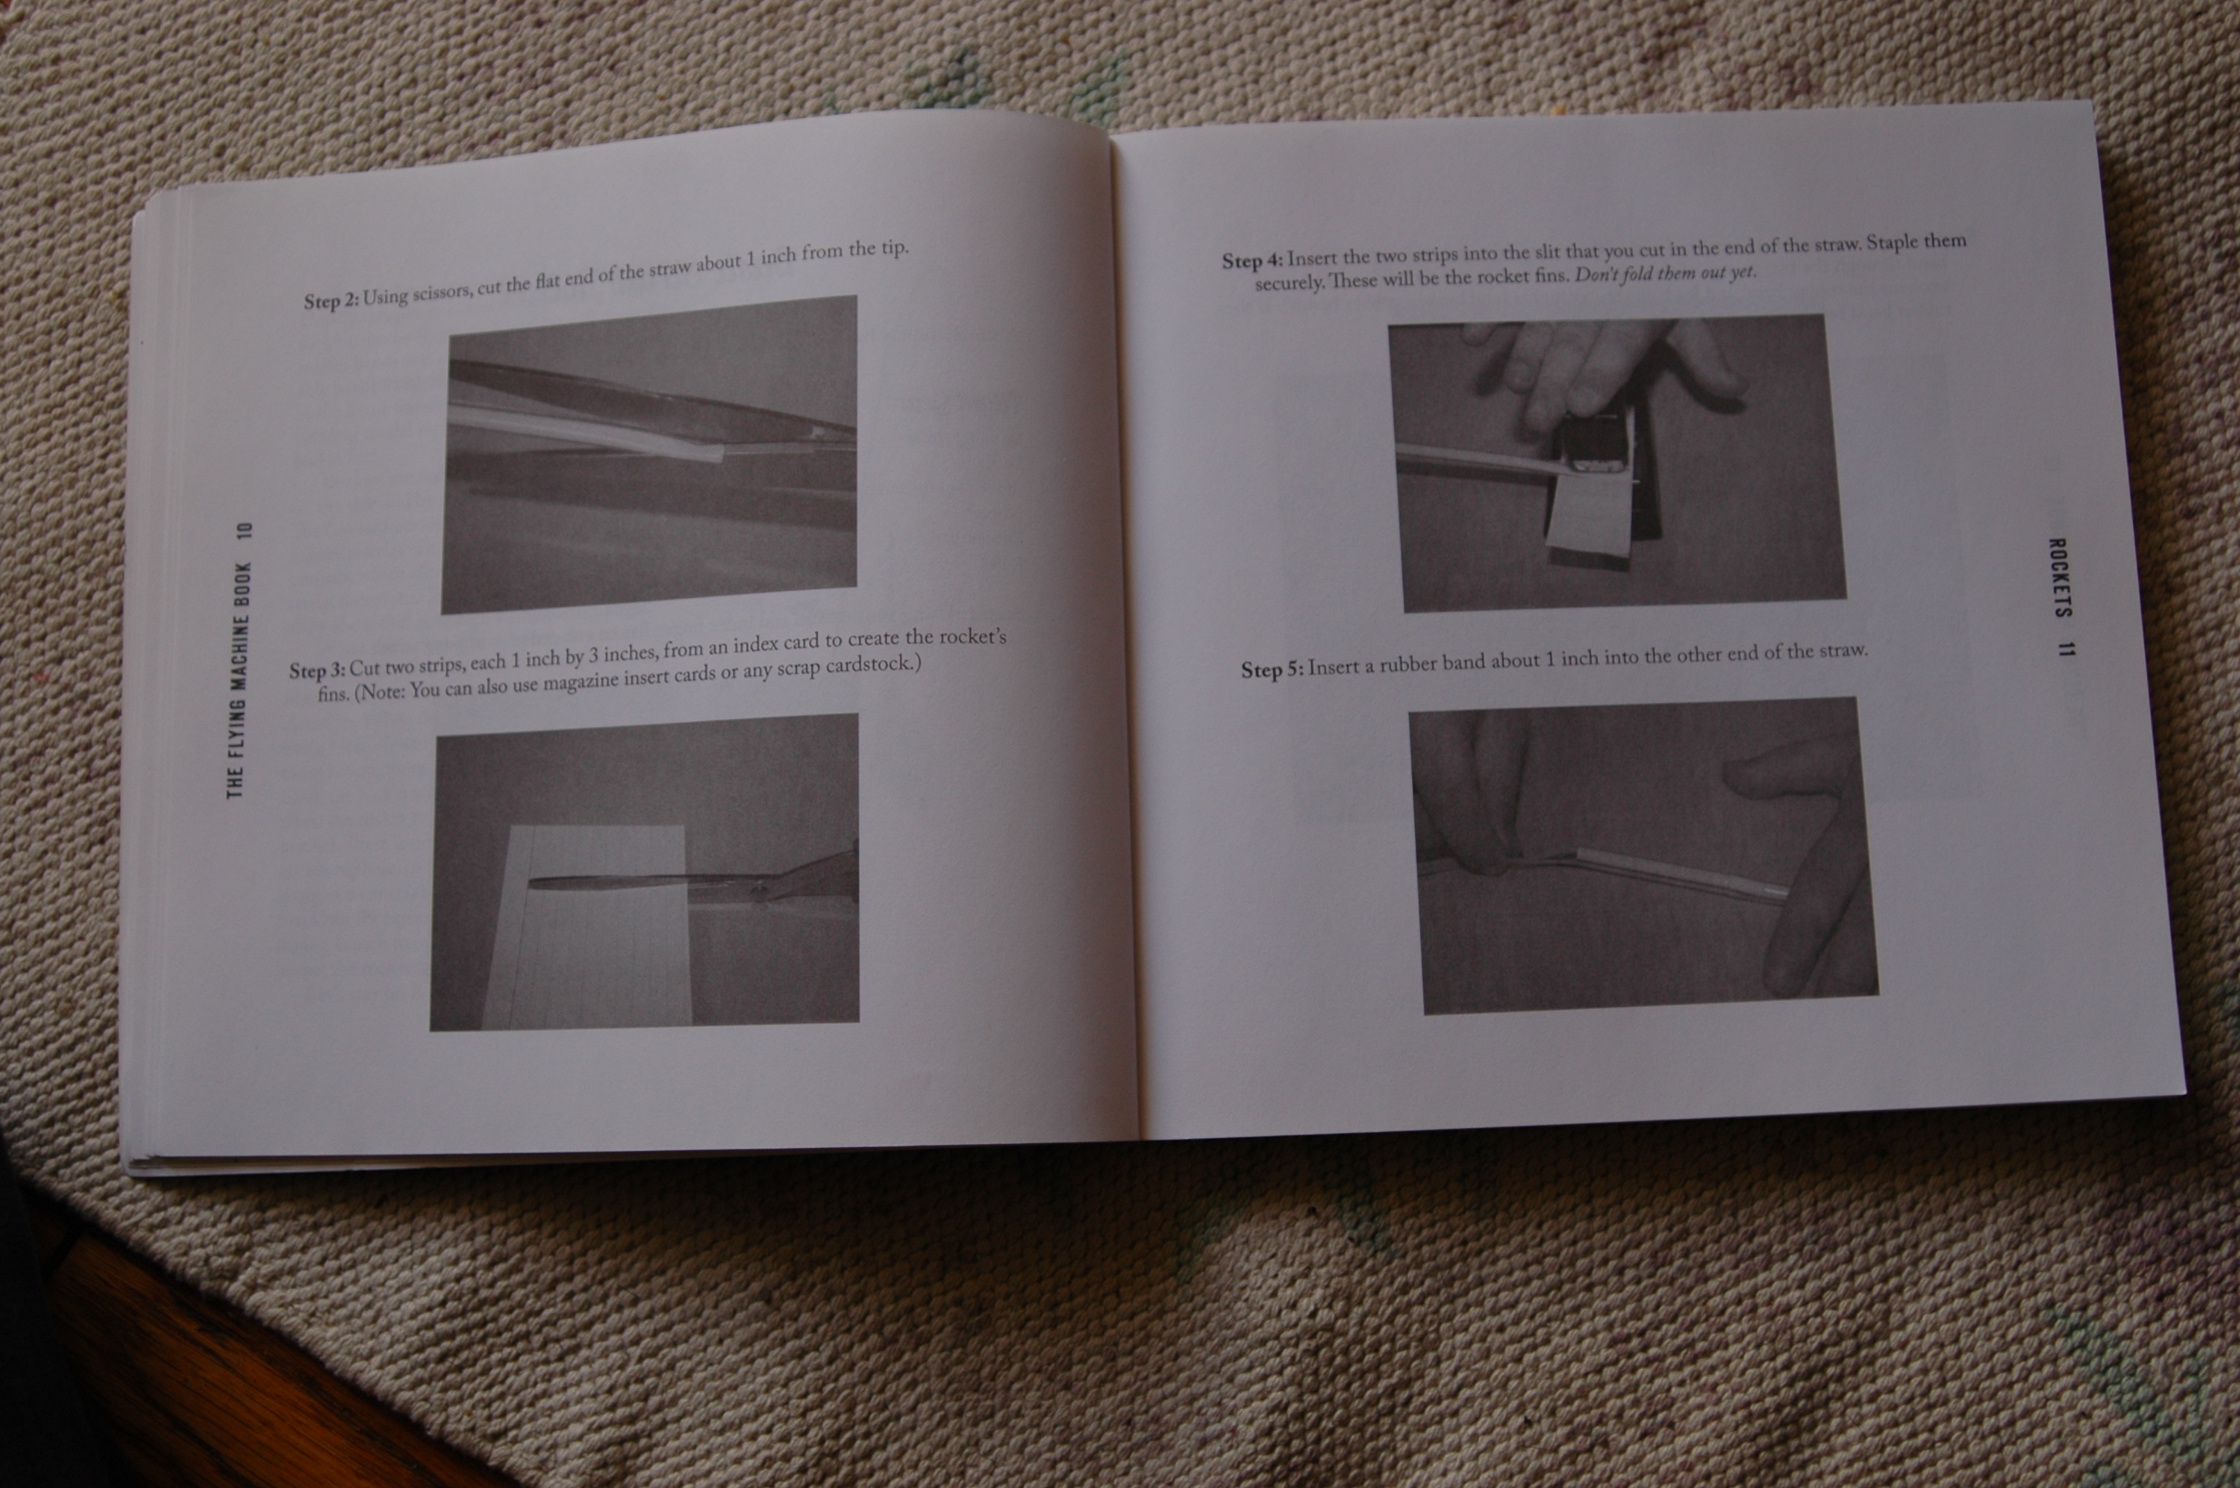 Step 2: Using scissors, cut the flat end of the straw about 1 inch from the tip.
Step 3: Cut two strips, each 1 inch by 3 inches, from an index card to create the rocket's
fins. (Note: You can also use magazine insert cards or any scrap cardstock.)
THE FLYING MACHINE BOOK 10
Step 4: Insert the two strips into the slit that you cut in the end of the straw. Staple them
securely. These will be the rocket fins. Don't fold them out yet.
Step 5: Insert a rubber band about 1 inch into the other end of the straw.
ROCKETS 11